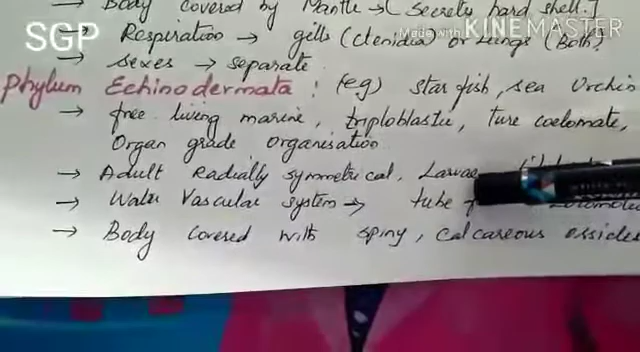 → Body covered by Mantle → [Secrets hard shell.]
SGP
Made with KINEMASTER
→ Respiration → gills (ctenidia) or lungs (Both)
→ sexes → separate
Phylum Echinodermata : (eg) star fish, sea Urchin
→ free living marine, triploblastic, ture coelomate,
Organ grade organisation
→ Adult Radially symmetrical, Larvae
→ Water Vascular system → tube
→ Body covered with spiny, calcareous ossicles